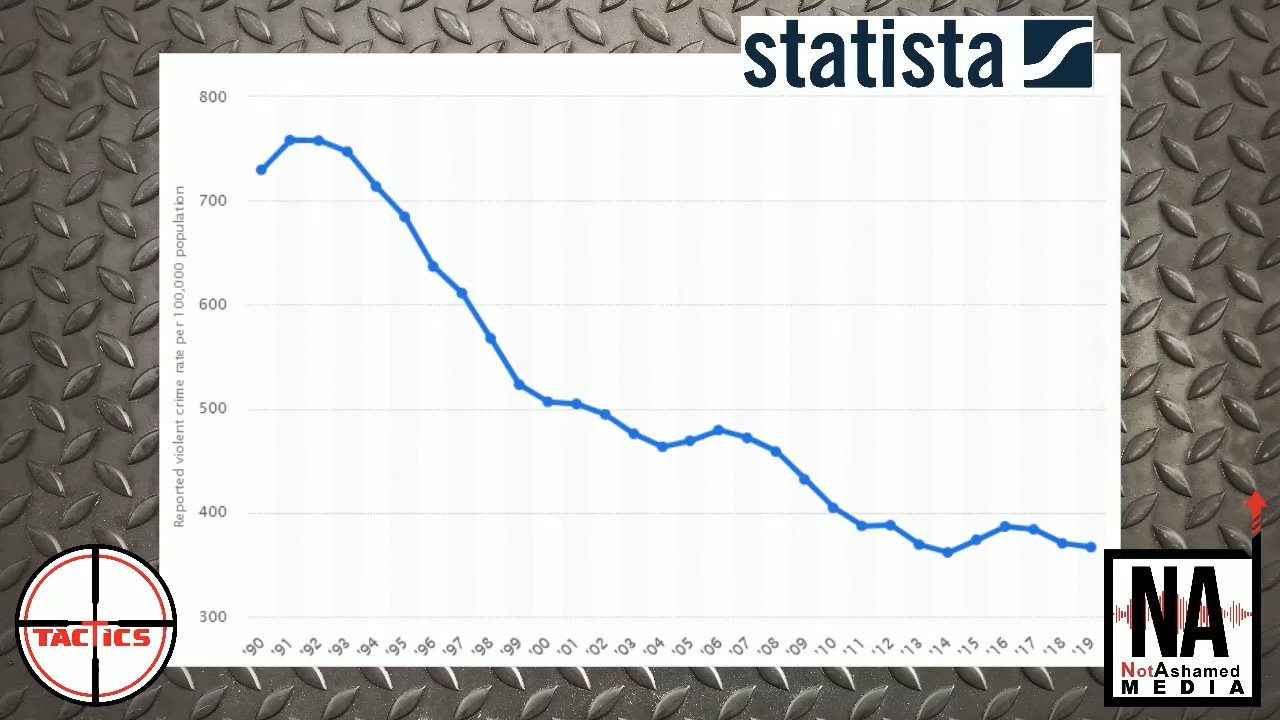 statista
800
700
600
500
400
300
Reported violent crime rate per 100,000 population
'90 '91 '92 '93 '94 '95 '96 '97 '98 '99 '00 '01 '02 '03 '04 '05 '06 '07 '08 '09 '10 '11 '12 '13 '14 '15 '16 '17 '18 '19
TACTICS
NA
NotAshamed
MEDIA